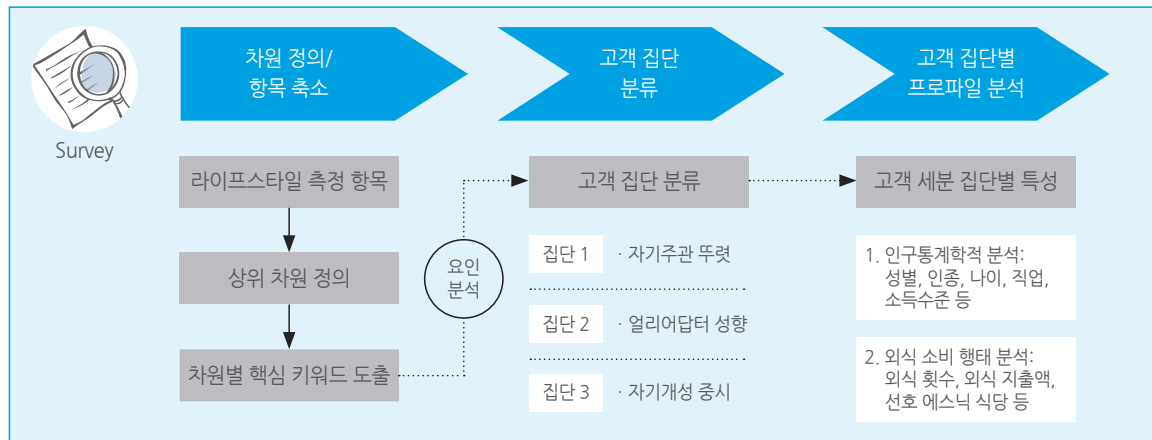 Survey
차원 정의/
항목 축소
고객 집단
분류
고객 집단별
프로파일 분석
라이프스타일 측정 항목
상위 차원 정의
차원별 핵심 키워드 도출
요인
분석
고객 집단 분류
집단 1 · 자기주관 뚜렷
집단 2 · 얼리어답터 성향
집단 3 · 자기개성 중시
고객 세분 집단별 특성
1. 인구통계학적 분석:
성별, 인종, 나이, 직업,
소득수준 등
2. 외식 소비 행태 분석:
외식 횟수, 외식 지출액,
선호 에스닉 식당 등